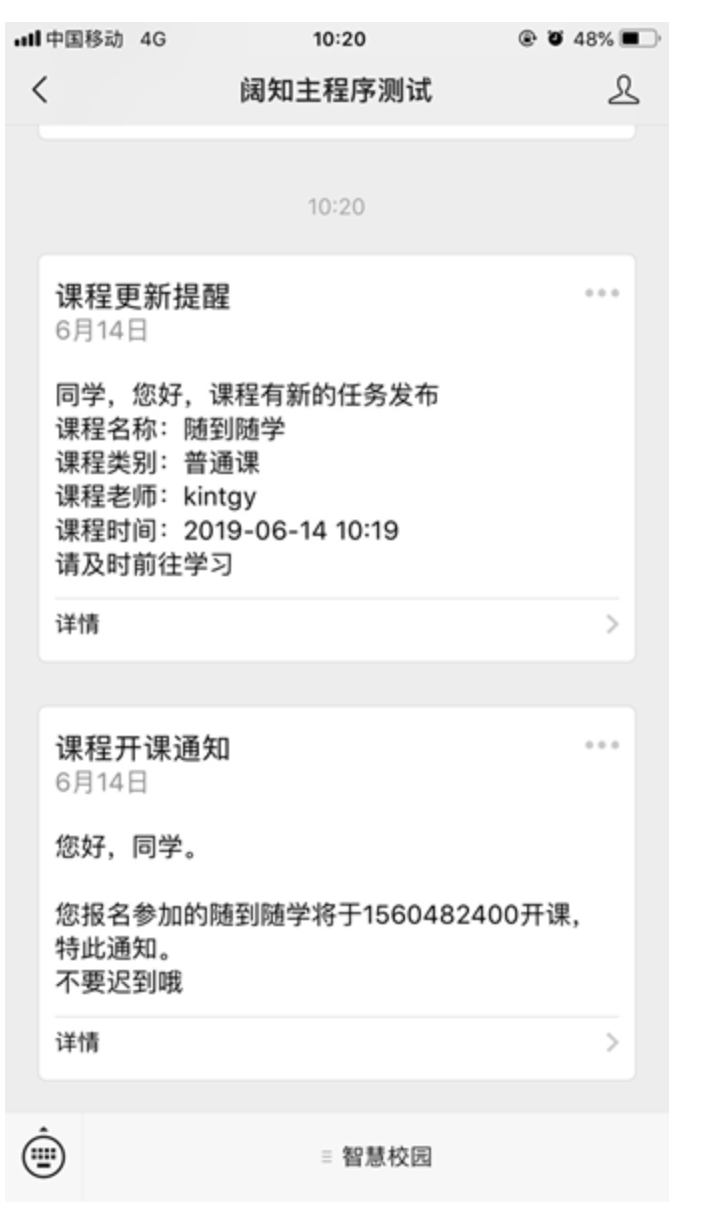 中国移动 4G 10:20 48%
阔知主程序测试
10:20
课程更新提醒
6月14日
同学，您好，课程有新的任务发布
课程名称：随到随学
课程类别：普通课
课程老师：kintgy
课程时间：2019-06-14 10:19
请及时前往学习
详情
课程开课通知
6月14日
您好，同学。
您报名参加的随到随学将于1560482400开课，
特此通知。
不要迟到哦
详情
智慧校园